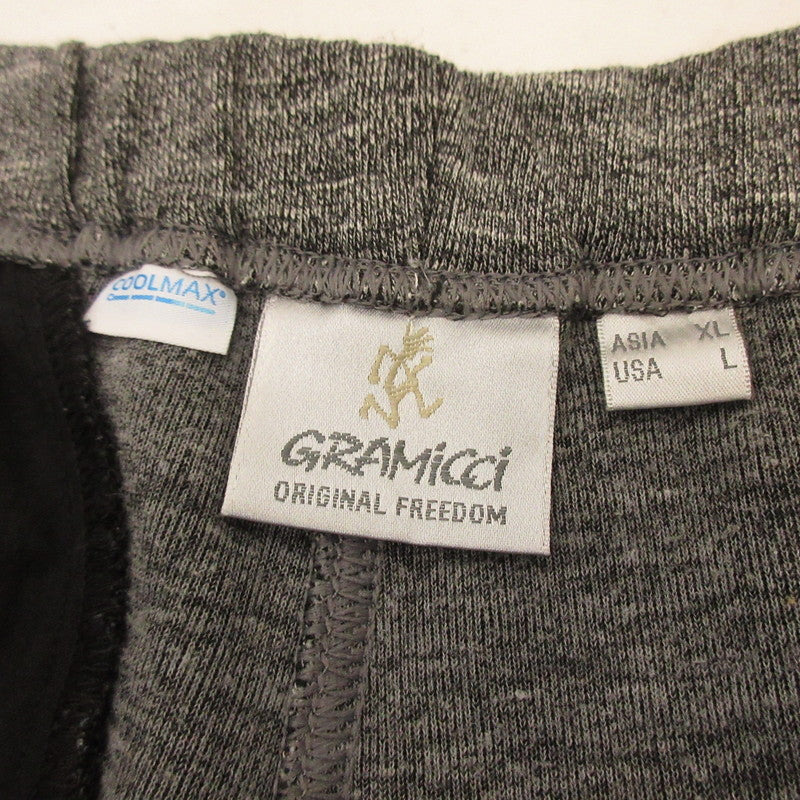 COOLMAX®
GRAMiCCi
ORIGINAL FREEDOM
ASIA XL
USA L